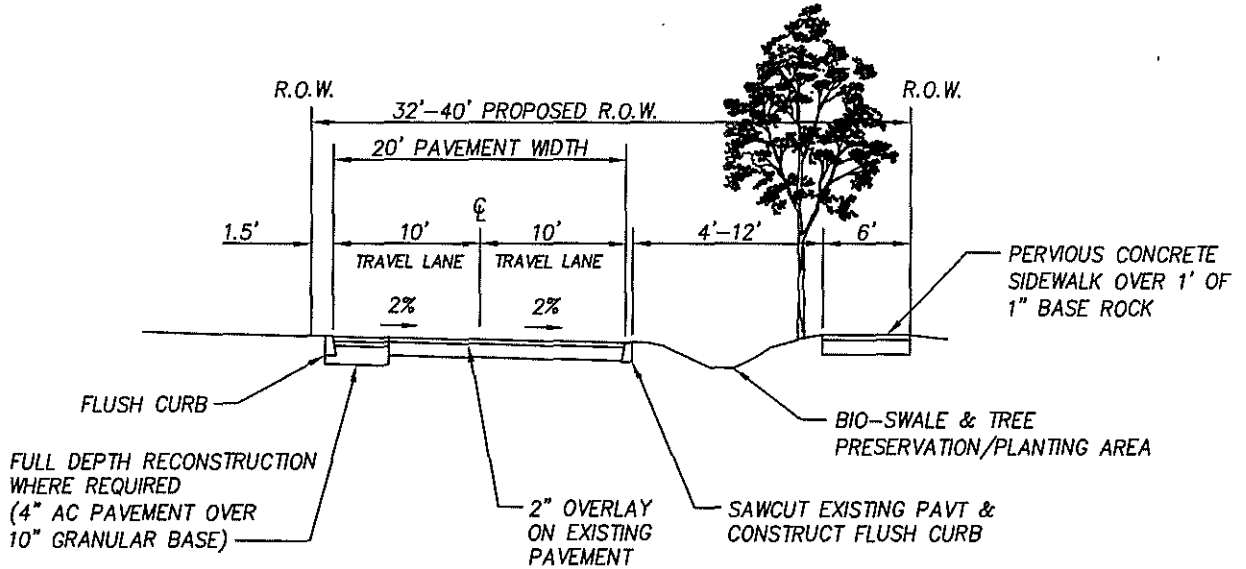 R.O.W.
R.O.W.
32'-40' PROPOSED R.O.W.
20' PAVEMENT WIDTH
℄
1.5'
10'
10'
4'-12'
6'
TRAVEL LANE
TRAVEL LANE
2%
2%
PERVIOUS CONCRETE
SIDEWALK OVER 1' OF
1" BASE ROCK
FLUSH CURB
BIO-SWALE & TREE
PRESERVATION/PLANTING AREA
FULL DEPTH RECONSTRUCTION
WHERE REQUIRED
(4" AC PAVEMENT OVER
10" GRANULAR BASE)
2" OVERLAY
ON EXISTING
PAVEMENT
SAWCUT EXISTING PAVT &
CONSTRUCT FLUSH CURB